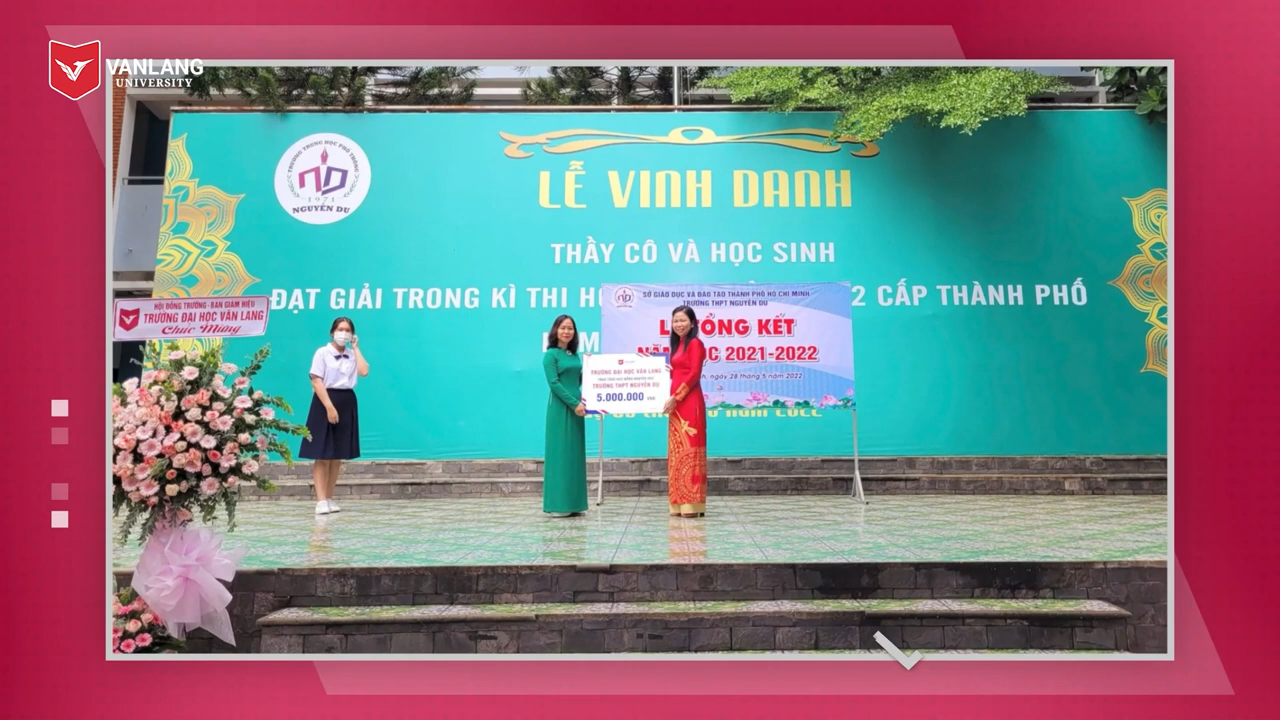 VANLANG
UNIVERSITY
TRƯỜNG TRUNG HỌC PHỔ THÔNG
1971
NGUYỄN DU
LỄ VINH DANH
THẦY CÔ VÀ HỌC SINH
ĐẠT GIẢI TRONG KÌ THI
2 CẤP THÀNH PHỐ
HỘI ĐỒNG TRƯỜNG - BAN GIÁM HIỆU
TRƯỜNG ĐẠI HỌC VĂN LANG
Chúc Mừng
SỞ GIÁO DỤC VÀ ĐÀO TẠO THÀNH PHỐ HỒ CHÍ MINH
TRƯỜNG THPT NGUYỄN DU
TỔNG KẾT
2021-2022
ngày 28 tháng 5 năm 2022
TRƯỜNG ĐẠI HỌC VĂN LANG
TRƯỜNG THPT NGUYỄN DU
5.000.000 VNĐ